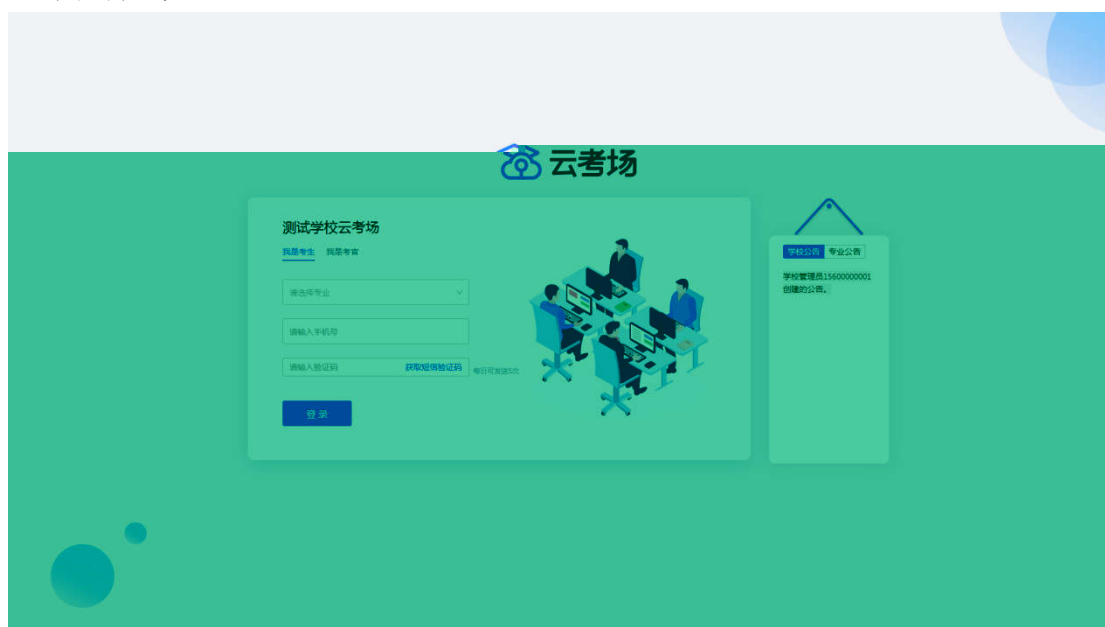 云考场
测试学校云考场
我是考生 我是考官
请选择专业
请输入手机号
请输入验证码 获取短信验证码 每日可发送5次
登录
学校公告 专业公告
学校管理员15600000001
创建的公告。